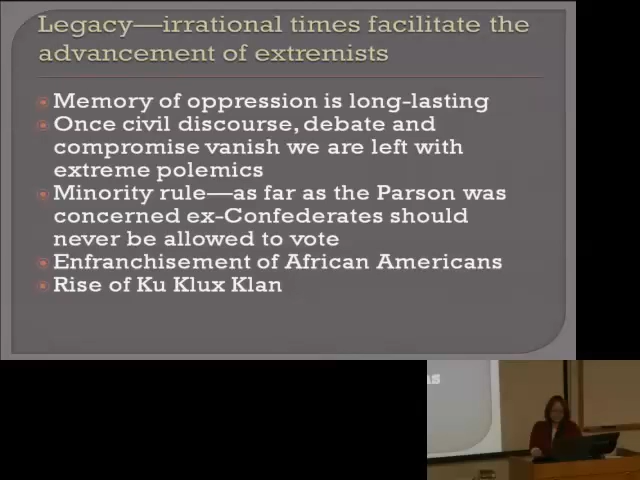 Legacy—irrational times facilitate the
advancement of extremists
Memory of oppression is long-lasting
Once civil discourse, debate and
compromise vanish we are left with
extreme polemics
Minority rule—as far as the Parson was
concerned ex-Confederates should
never be allowed to vote
Enfranchisement of African Americans
Rise of Ku Klux Klan